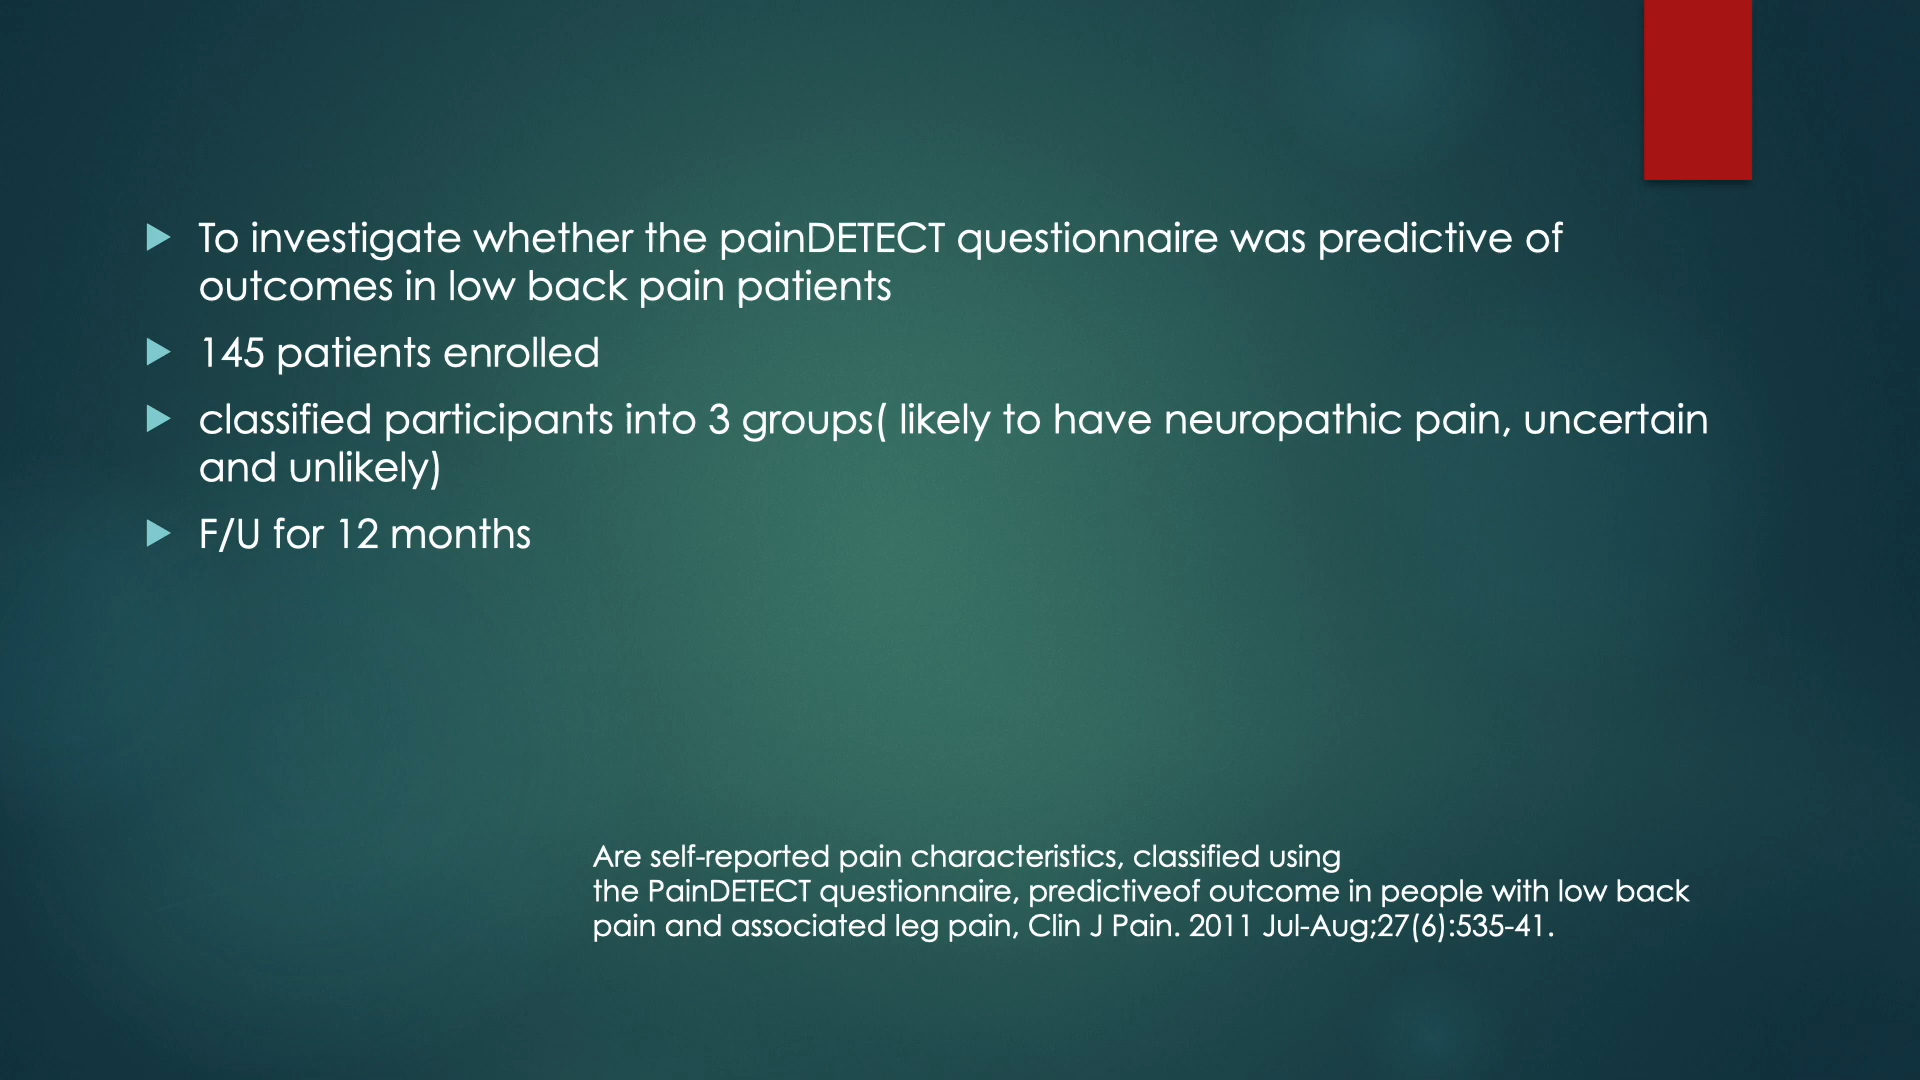 To investigate whether the painDETECT questionnaire was predictive of
outcomes in low back pain patients
145 patients enrolled
classified participants into 3 groups( likely to have neuropathic pain, uncertain
and unlikely)
F/U for 12 months
Are self-reported pain characteristics, classified using
the PainDETECT questionnaire, predictiveof outcome in people with low back
pain and associated leg pain, Clin J Pain. 2011 Jul-Aug;27(6):535-41.